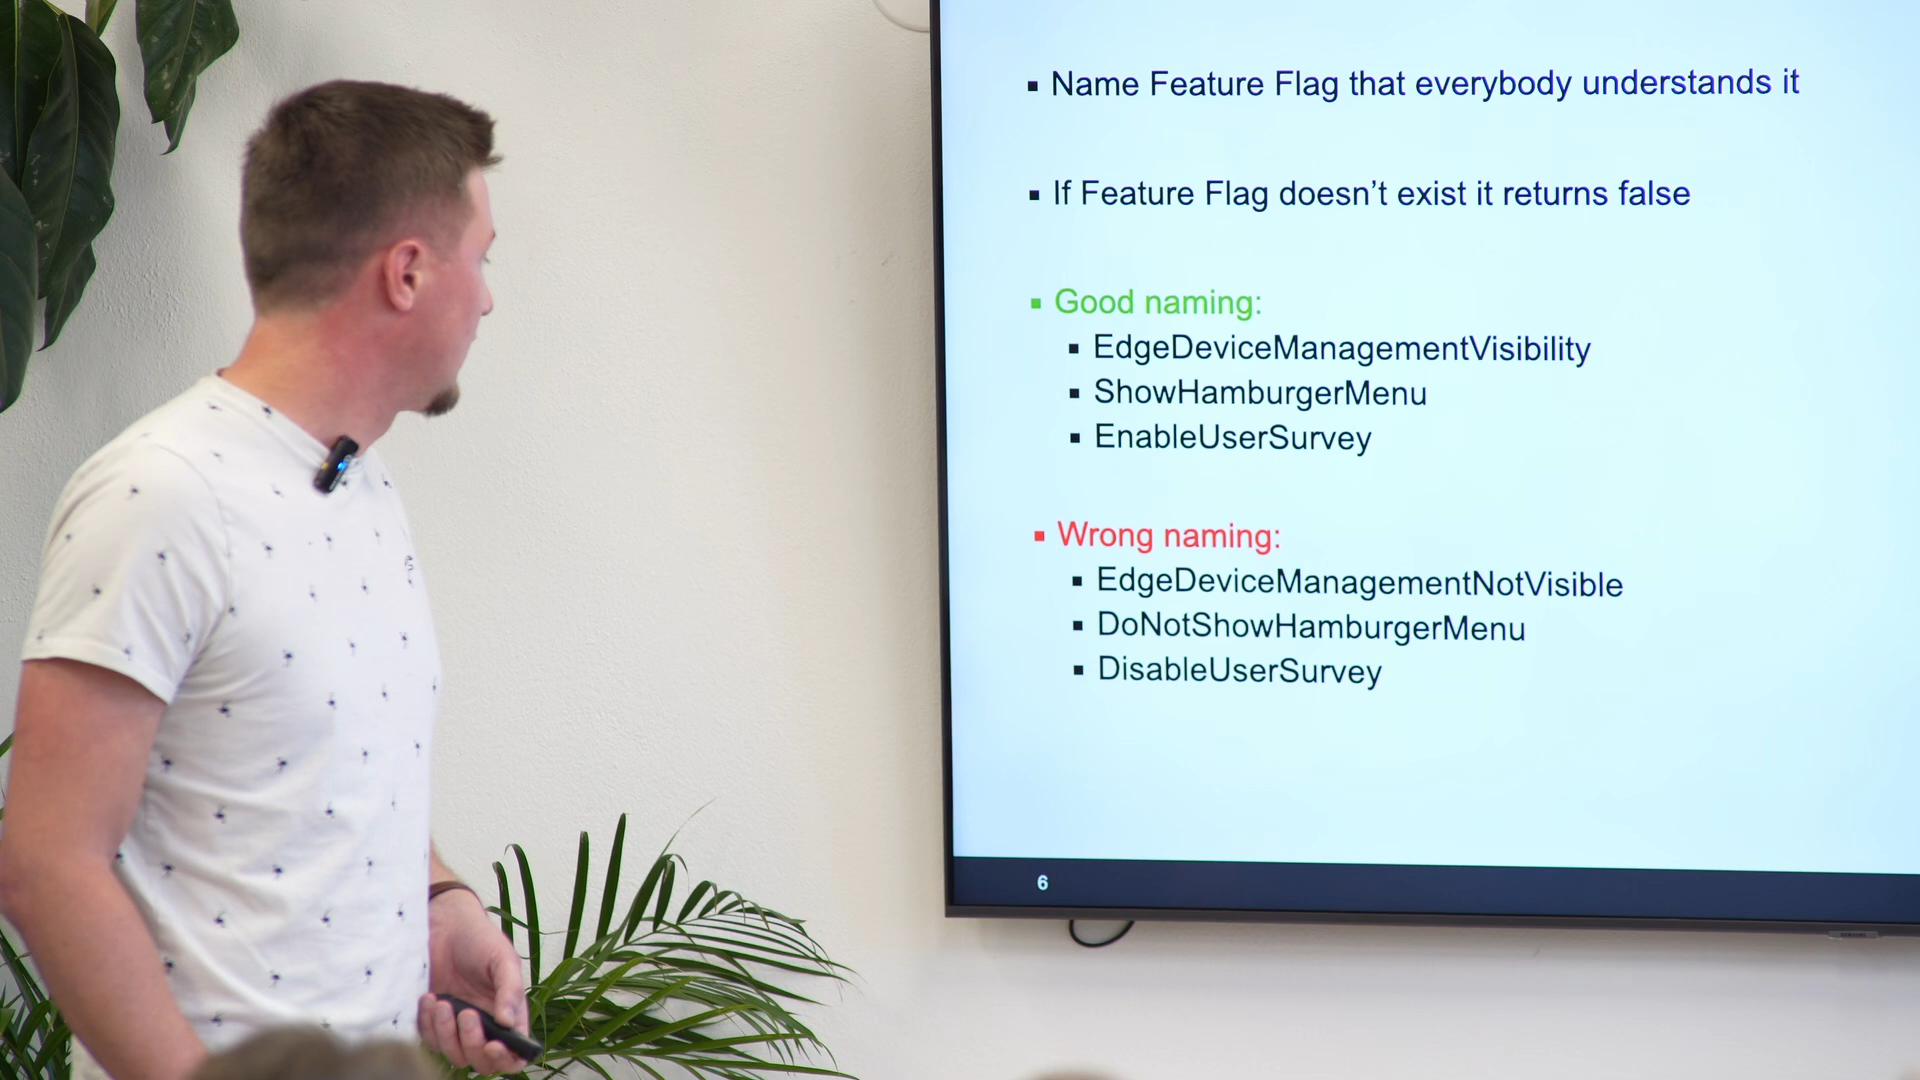 Name Feature Flag that everybody understands it
If Feature Flag doesn’t exist it returns false
Good naming:
EdgeDeviceManagementVisibility
ShowHamburgerMenu
EnableUserSurvey
Wrong naming:
EdgeDeviceManagementNotVisible
DoNotShowHamburgerMenu
DisableUserSurvey
6
SAMSUNG